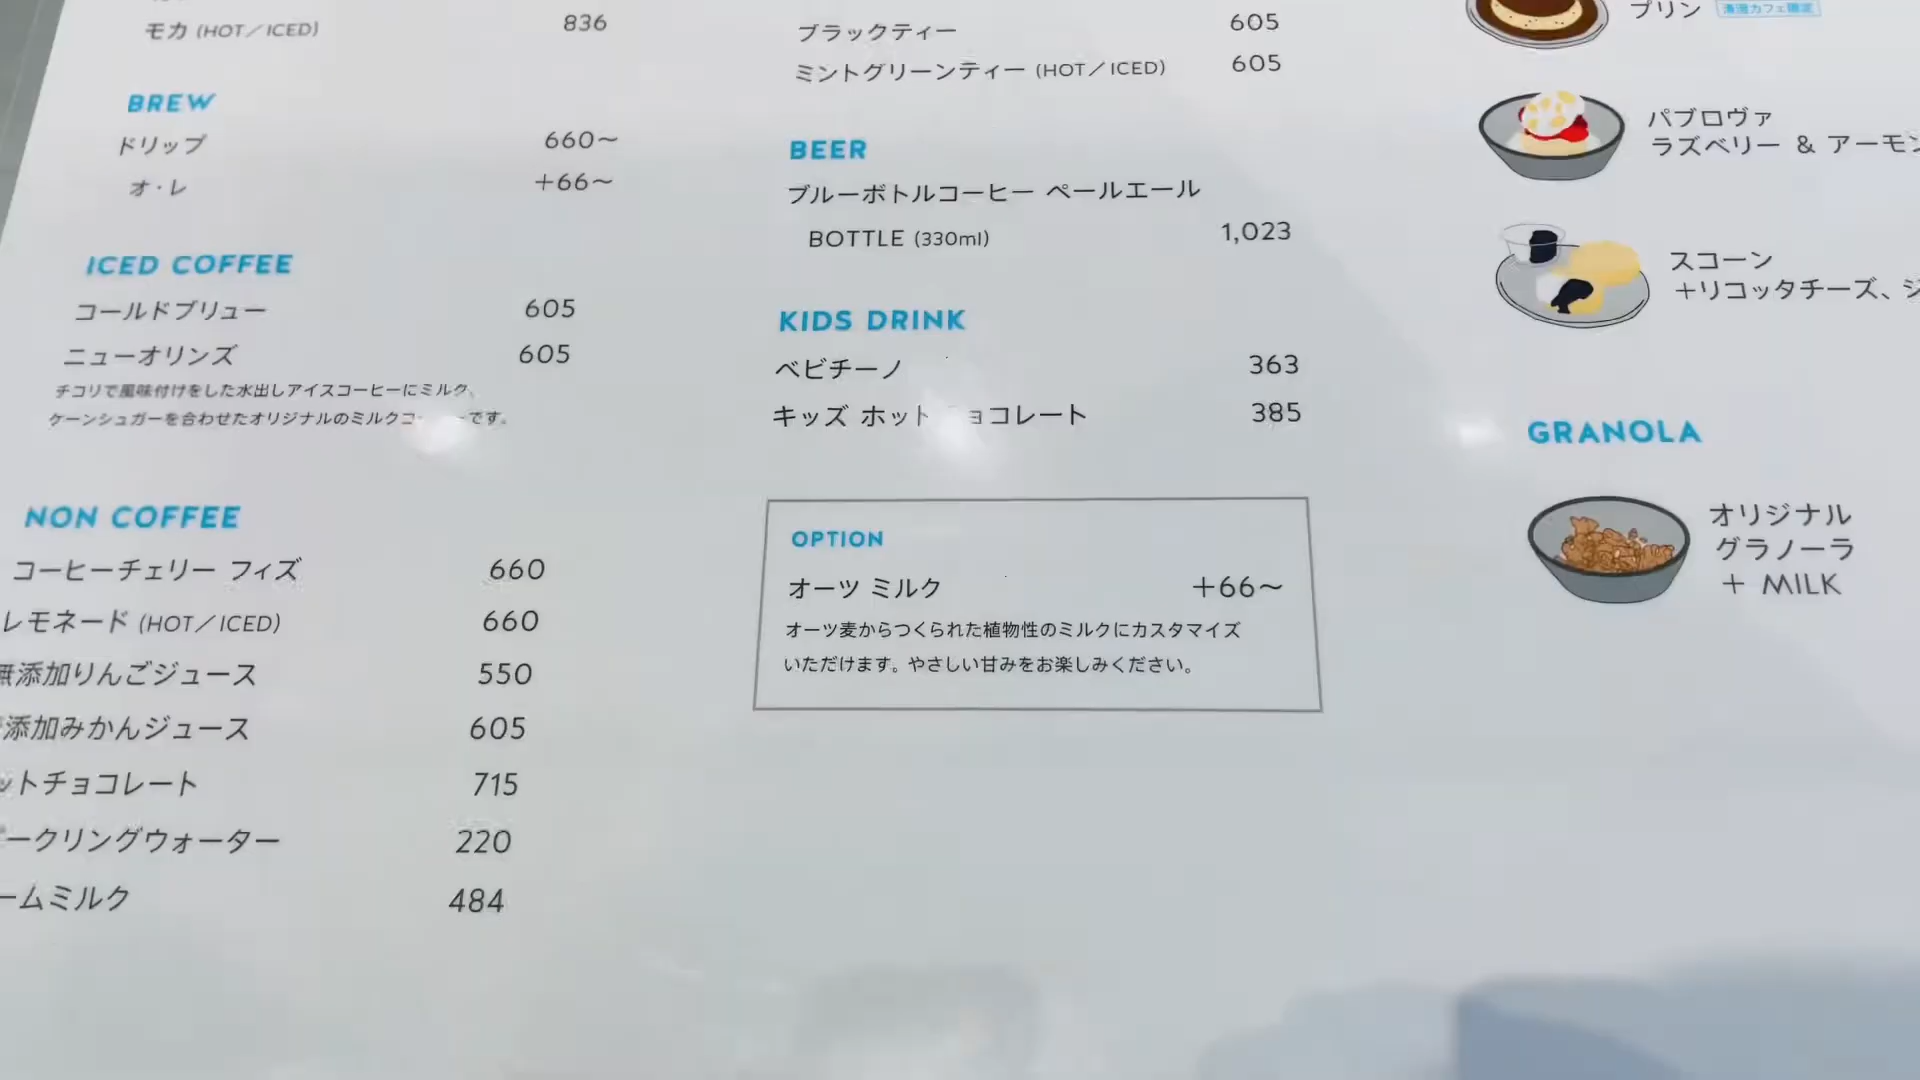 モカ (HOT/ICED) 836
BREW
ドリップ 660~
オ・レ +66~
ICED COFFEE
コールドブリュー 605
ニューオリンズ 605
チコリで風味付けをした水出しアイスコーヒーにミルク、
ケーンシュガーを合わせたオリジナルのミルクコ です。
NON COFFEE
コーヒーチェリー フィズ 660
レモネード (HOT/ICED) 660
無添加りんごジュース 550
添加みかんジュース 605
ットチョコレート 715
ークリングウォーター 220
ームミルク 484
ブラックティー 605
ミントグリーンティー (HOT/ICED) 605
BEER
ブルーボトルコーヒー ペールエール
BOTTLE (330ml) 1,023
KIDS DRINK
ベビチーノ 363
キッズ ホット ョコレート 385
OPTION
オーツ ミルク +66~
オーツ麦からつくられた植物性のミルクにカスタマイズ
いただけます。やさしい甘みをお楽しみください。
プリン
パブロヴァ
ラズベリー & アーモン
スコーン
+リコッタチーズ、ジ
GRANOLA
オリジナル
グラノーラ
+ MILK